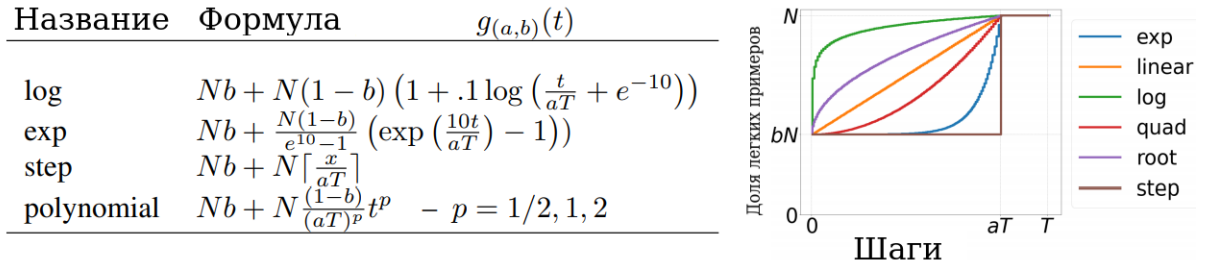 Название Формула g_{(a,b)}(t)
log Nb + N(1 − b) (1 + .1 log (t/aT + e^{−10}))
exp Nb + N(1−b)/e^{10}−1 (exp (10t/aT) − 1))
step Nb + N⌈x/aT⌉
polynomial Nb + N(1−b)/(aT)^p t^p – p = 1/2, 1, 2
Доля легких примеров
N
bN
0
0 aT T
Шаги
exp
linear
log
quad
root
step